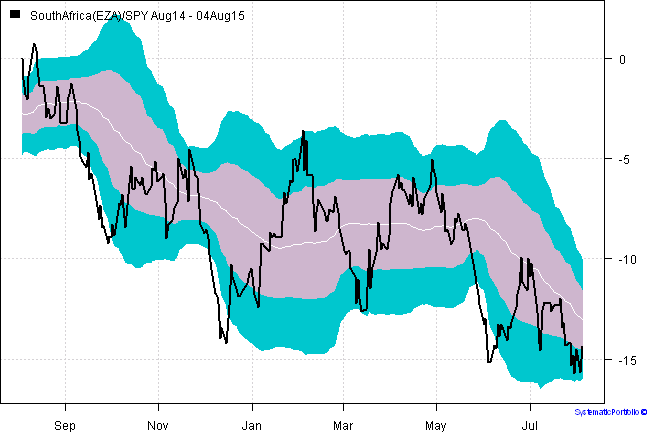 SouthAfrica(EZA)/SPY Aug14 - 04Aug15
0
-5
-10
-15
Sep Nov Jan Mar May Jul
SystematicPortfolio ©